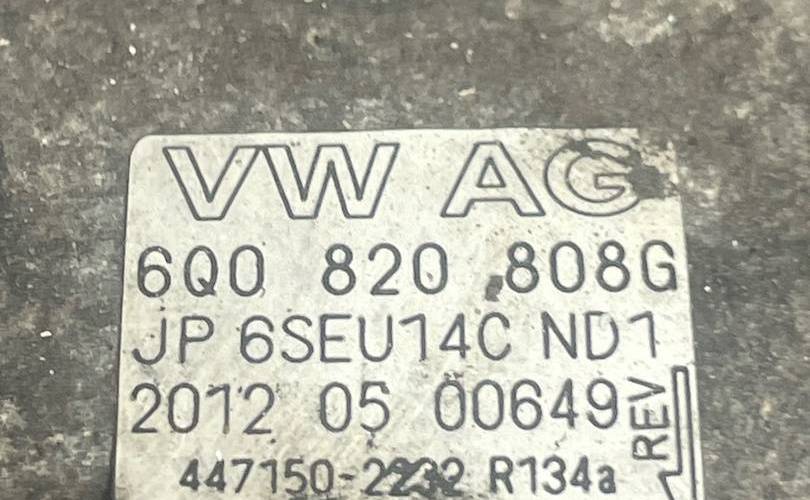 VW AG
6Q0 820 808G
JP 6SEU14C ND1
2012 05 00649
REV
447150-2232 R134a